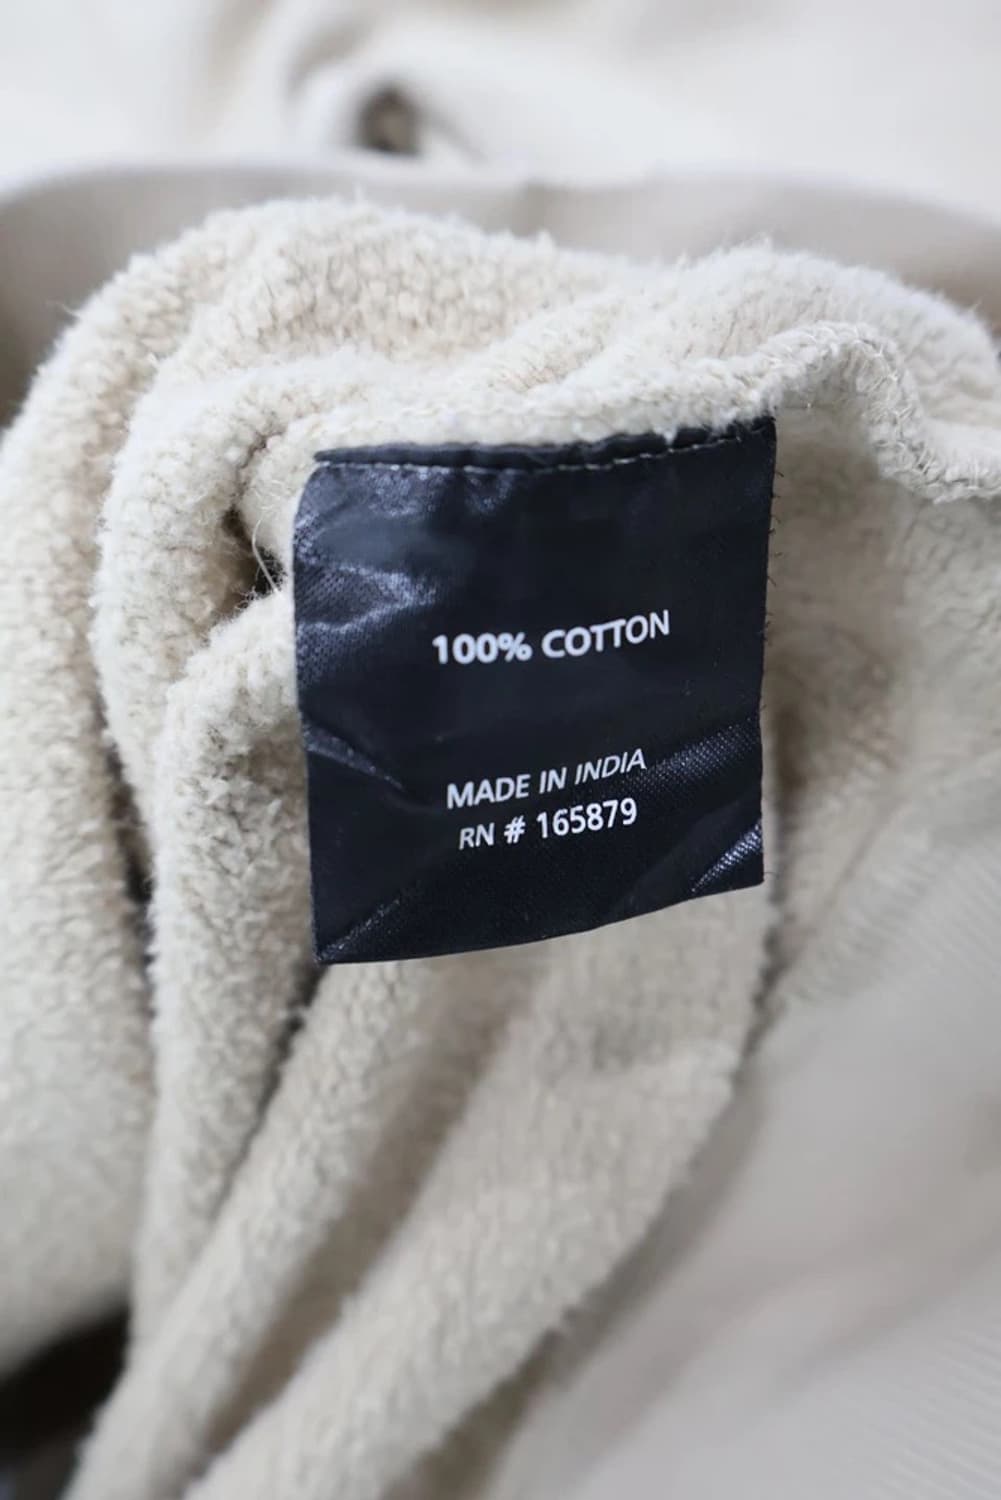 100% COTTON
MADE IN INDIA
RN # 165879